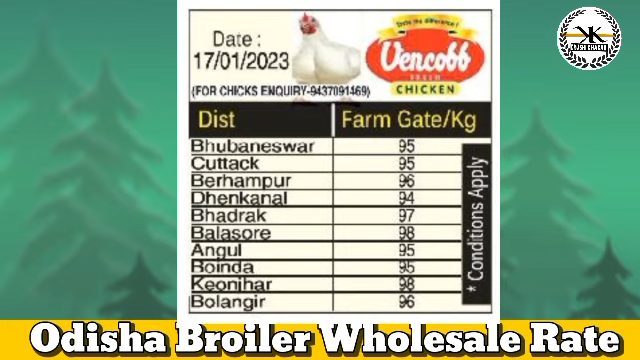 Date :
17/01/2023
Taste the difference!
Vencobb
FRESH
CHICKEN
KRUSHI KHABAR
(FOR CHICKS ENQUIRY-9437091469)
Dist Farm Gate/Kg
Bhubaneswar 95
Cuttack 95
Berhampur 96
Dhenkanal 94
Bhadrak 97
Balasore 98
Angul 95
Boinda 95
Keonjhar 98
Bolangir 96
* Conditions Apply
Odisha Broiler Wholesale Rate